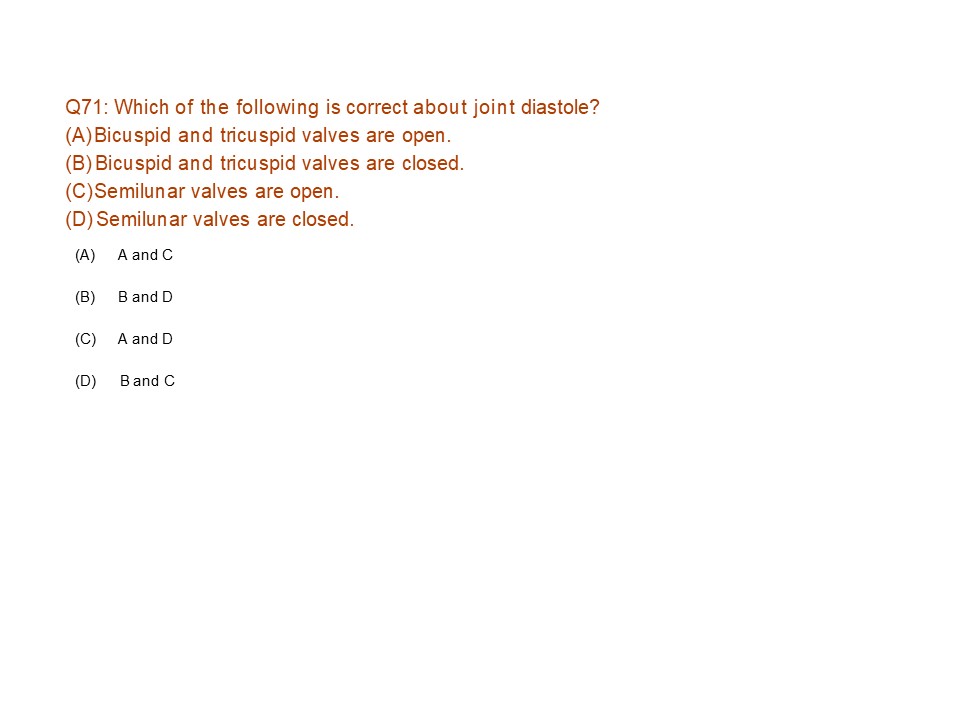 Q71: Which of the following is correct about joint diastole?
(A)Bicuspid and tricuspid valves are open.
(B)Bicuspid and tricuspid valves are closed.
(C)Semilunar valves are open.
(D)Semilunar valves are closed.
(A) A and C
(B) B and D
(C) A and D
(D) B and C